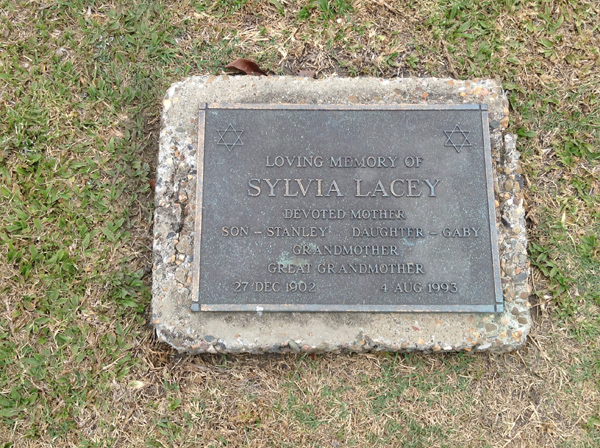 LOVING MEMORY OF
SYLVIA LACEY
DEVOTED MOTHER
SON – STANLEY DAUGHTER – GABY
GRANDMOTHER
GREAT GRANDMOTHER
27 DEC 1902 4 AUG 1993